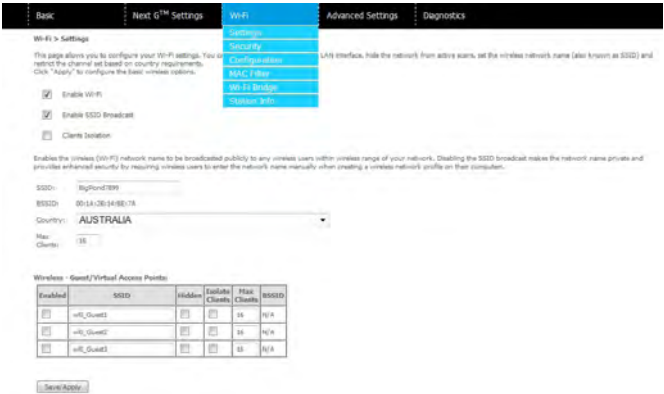 Basic Next G™ Settings Wi-Fi Advanced Settings Diagnostics
Wi-Fi > Settings
Settings
Security
Configuration
MAC Filter
Wi-Fi Bridge
Station Info
This page allows you to configure your Wi-Fi settings. You co LAN interface, hide the network from active scans, set the wireless network name (also known as SSID) and
restrict the channel set based on country requirements.
Click "Apply" to configure the basic wireless options.
Enable Wi-Fi
Enable SSID Broadcast
Clients Isolation
Enables the wireless (Wi-Fi) network name to be broadcasted publicly to any wireless users within wireless range of your network. Disabling the SSID broadcast makes the network name private and
provides enhanced security by requiring wireless users to enter the network name manually when creating a wireless network profile on their computers.
SSID:
BSSID:
Country: AUSTRALIA
Max
Clients: 16
Wireless - Guest/Virtual Access Points:
Enabled SSID Hidden Isolate Clients Max Clients BSSID
wl0_Guest1 16 N/A
wl0_Guest2 16 N/A
wl0_Guest3 16 N/A
Save/Apply